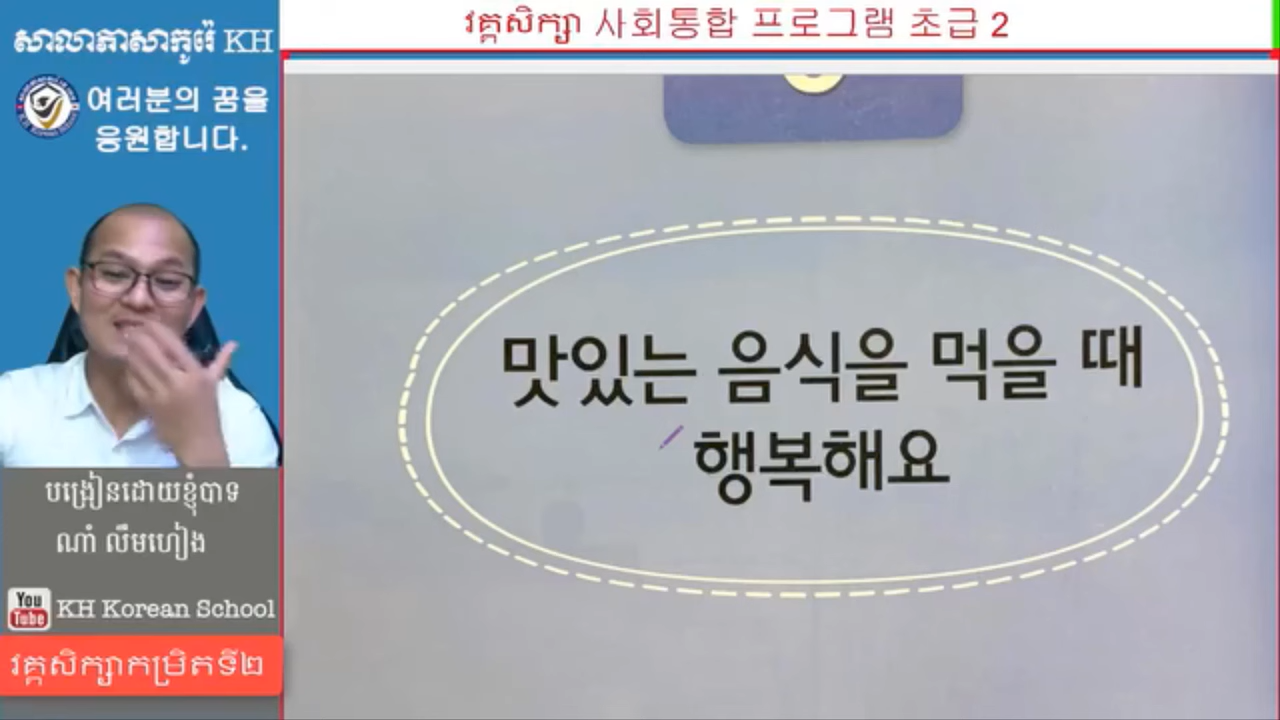 សាលាភាសាកូរ៉េ KH
여러분의 꿈을
응원합니다.
វគ្គសិក្សា 사회통합 프로그램 초급 2
맛있는 음식을 먹을 때
행복해요
បង្រៀនដោយខ្ញុំបាទ
ណាំ លឹមហៀង
You
Tube
KH Korean School
វគ្គសិក្សាកម្រិតទី២